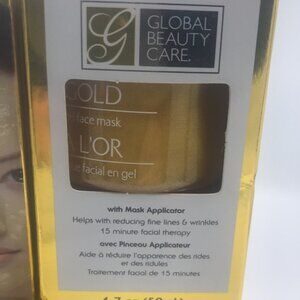 GLOBAL
BEAUTY
CARE®
GOLD
face mask
L'OR
facial en gel
with Mask Applicator
Helps with reducing fine lines & wrinkles
15 minute facial therapy
avec Pinceau Applicateur
Aide à réduire l'apparence des rides
et des ridules
Traitement facial de 15 minutes